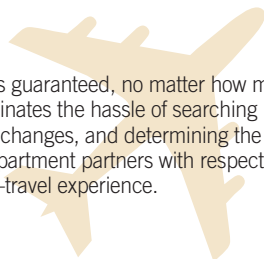 s guaranteed, no matter how m
inates the hassle of searching
changes, and determining the
partment partners with respect
-travel experience.